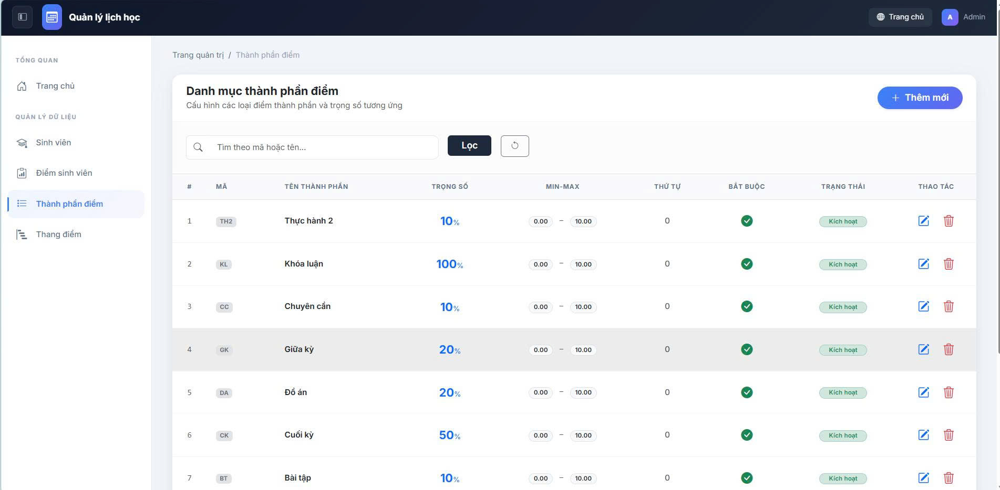 Quản lý lịch học
Trang chủ
A
Admin
TỔNG QUAN
Trang chủ
QUẢN LÝ DỮ LIỆU
Sinh viên
Điểm sinh viên
Thành phần điểm
Thang điểm
Trang quản trị / Thành phần điểm
Danh mục thành phần điểm
Cấu hình các loại điểm thành phần và trọng số tương ứng
+ Thêm mới
Tìm theo mã hoặc tên...
Lọc
# MÃ TÊN THÀNH PHẦN TRỌNG SỐ MIN-MAX THỨ TỰ BẮT BUỘC TRẠNG THÁI THAO TÁC
1 TH2 Thực hành 2 10% 0.00 – 10.00 0 Kích hoạt
2 KL Khóa luận 100% 0.00 – 10.00 0 Kích hoạt
3 CC Chuyên cần 10% 0.00 – 10.00 0 Kích hoạt
4 GK Giữa kỳ 20% 0.00 – 10.00 0 Kích hoạt
5 DA Đồ án 20% 0.00 – 10.00 0 Kích hoạt
6 CK Cuối kỳ 50% 0.00 – 10.00 0 Kích hoạt
7 BT Bài tập 10% 0.00 – 10.00 0 Kích hoạt